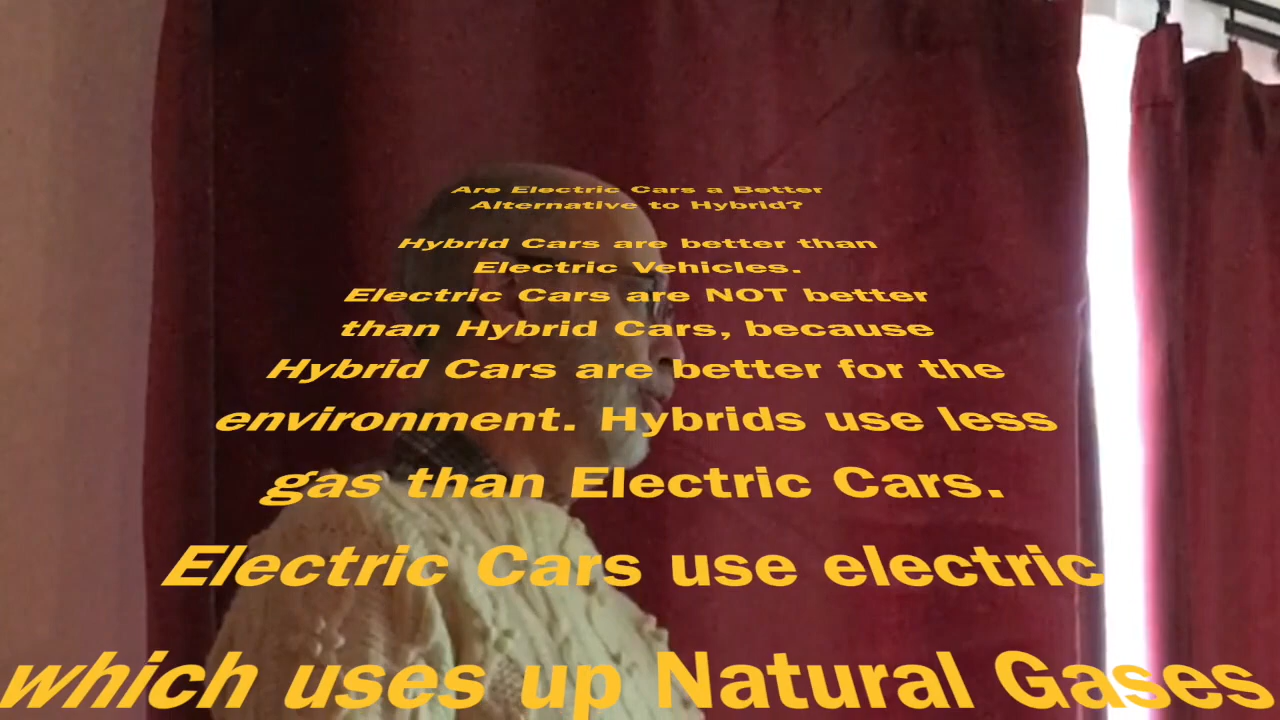 Are Electric Cars a Better
Alternative to Hybrid?
Hybrid Cars are better than
Electric Vehicles.
Electric Cars are NOT better
than Hybrid Cars, because
Hybrid Cars are better for the
environment. Hybrids use less
gas than Electric Cars.
Electric Cars use electric
which uses up Natural Gases